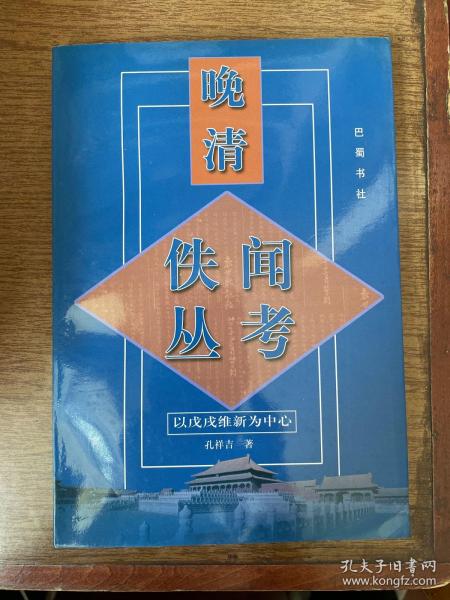 晚清
佚闻
丛考
巴蜀书社
以戊戌维新为中心
孔祥吉 著
孔夫子旧书网
www.kongfz.com